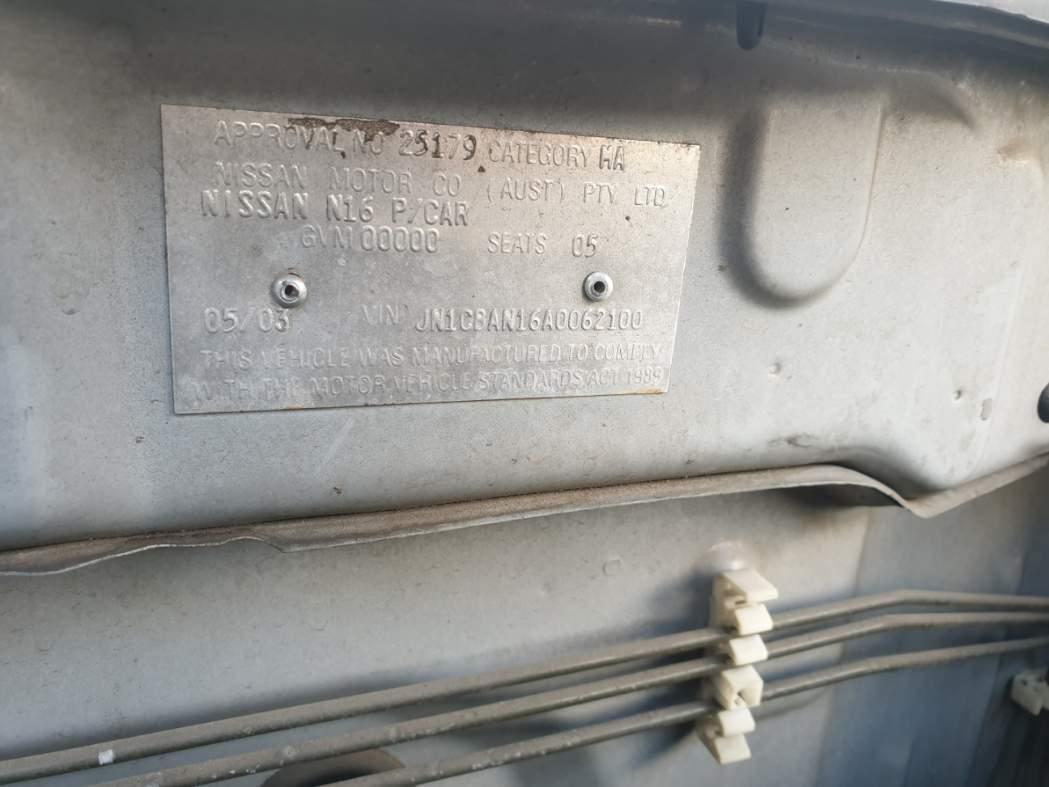 APPROVAL NO 25179 CATEGORY MA
NISSAN MOTOR CO (AUST) PTY LTD
NISSAN N16 P/CAR
GVM 00000 SEATS 05
05/03 VIN JN1CBAN16A0062100
THIS VEHICLE WAS MANUFACTURED TO COMPLY
WITH THE MOTOR VEHICLE STANDARDS ACT 1989